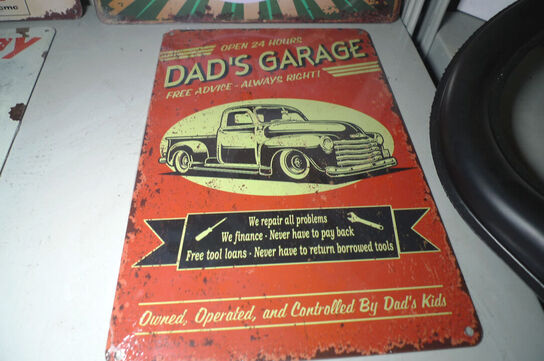 OPEN 24 HOURS
DAD'S GARAGE
FREE ADVICE - ALWAYS RIGHT!
We repair all problems
We finance - Never have to pay back
Free tool loans - Never have to return borrowed tools
Owned, Operated, and Controlled By Dad's Kids